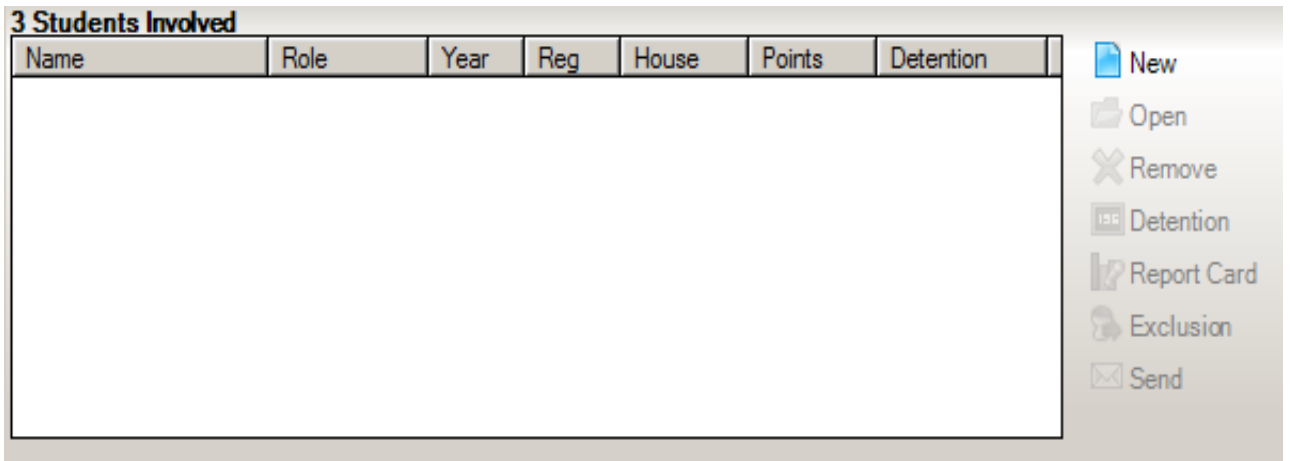 3 Students Involved
Name Role Year Reg House Points Detention
New
Open
Remove
Detention
Report Card
Exclusion
Send